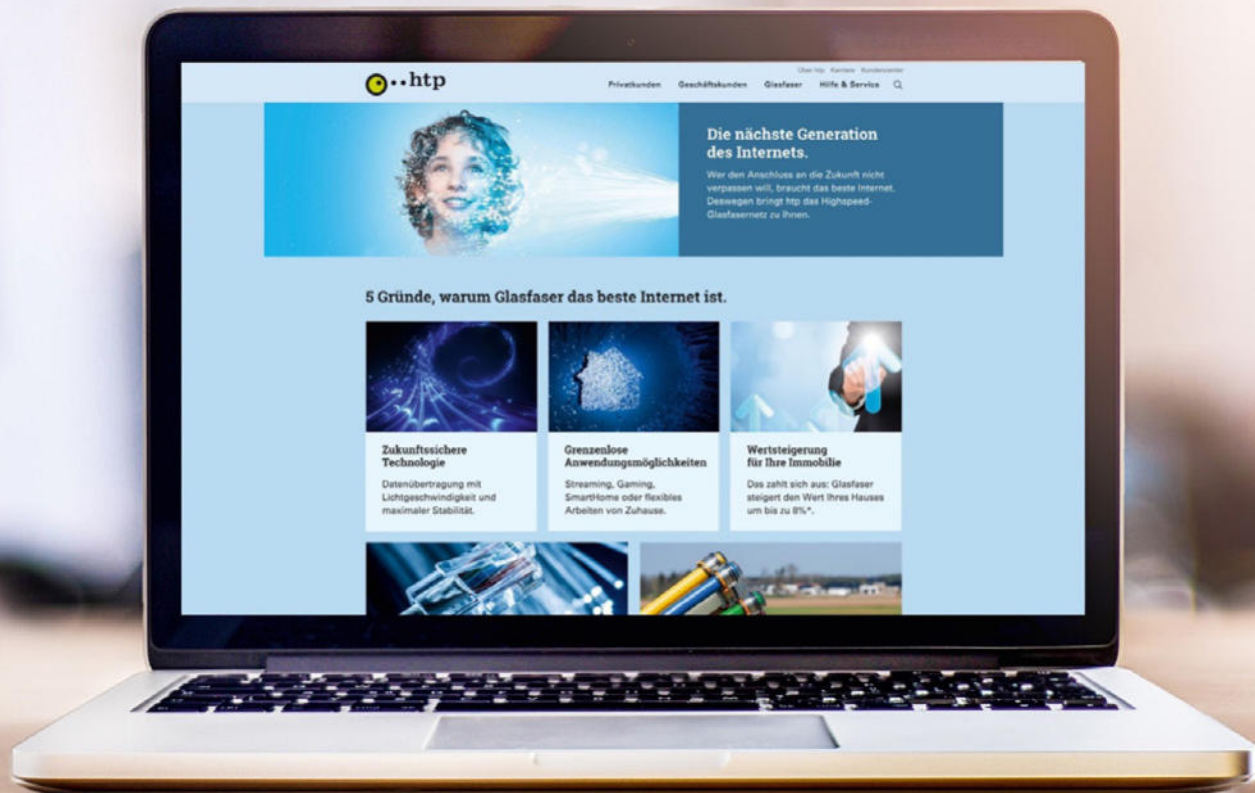 htp
Über htp Karriere Kundencenter
Privatkunden Geschäftskunden Glasfaser Hilfe & Service
Die nächste Generation
des Internets.
Wer den Anschluss an die Zukunft nicht
verpassen will, braucht das beste Internet.
Deswegen bringt htp das Highspeed-
Glasfasernetz zu Ihnen.
5 Gründe, warum Glasfaser das beste Internet ist.
Zukunftssichere
Technologie
Datenübertragung mit
Lichtgeschwindigkeit und
maximaler Stabilität.
Grenzenlose
Anwendungsmöglichkeiten
Streaming, Gaming,
SmartHome oder flexibles
Arbeiten von Zuhause.
Wertsteigerung
für Ihre Immobilie
Das zahlt sich aus: Glasfaser
steigert den Wert Ihres Hauses
um bis zu 8%*.